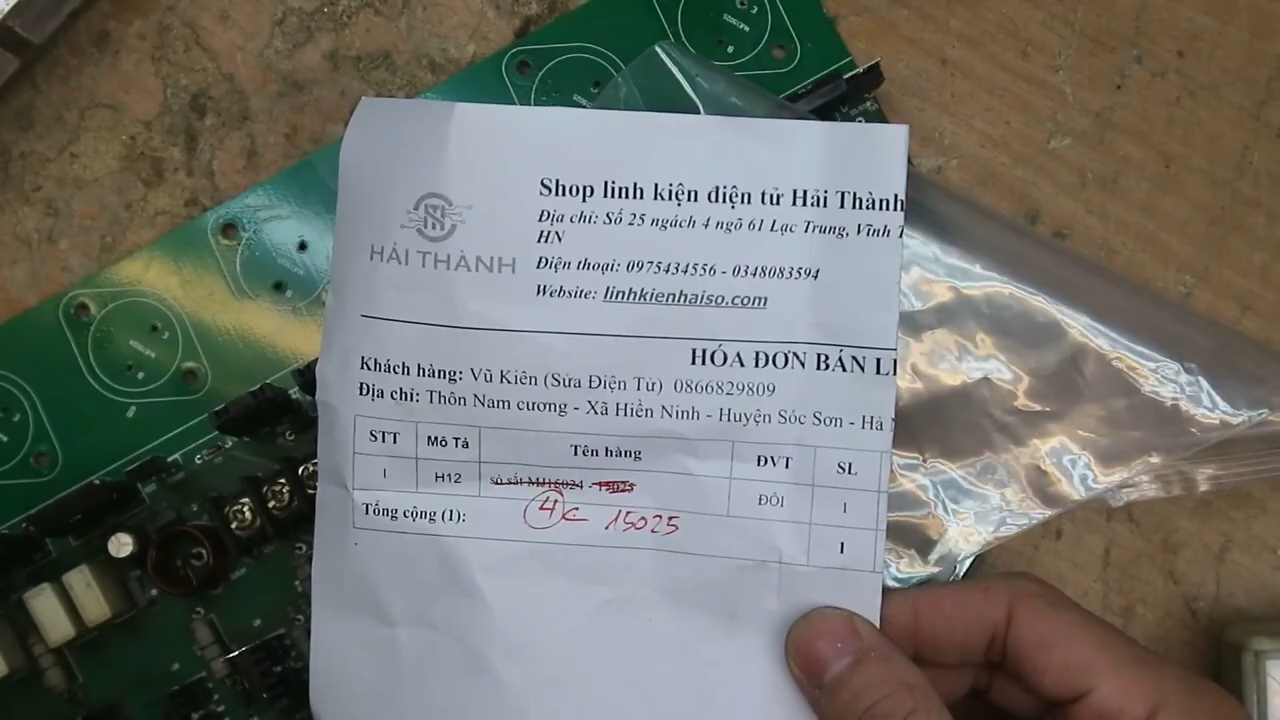 HẢI THÀNH
Shop linh kiện điện tử Hải Thành
Địa chỉ: Số 25 ngách 4 ngõ 61 Lạc Trung, Vĩnh
HN
Điện thoại: 0975434556 - 0348083594
Website: linhkienhaiso.com
HÓA ĐƠN BÁN
Khách hàng: Vũ Kiên (Sửa Điện Tử) 0866829809
Địa chỉ: Thôn Nam cương - Xã Hiền Ninh - Huyện Sóc Sơn - Hà
STT Mô Tả Tên hàng ĐVT SL
1 H12 sò sắt MJ15024 - 15025 ĐÔI 1
Tổng cộng (1): 1
4c 15025